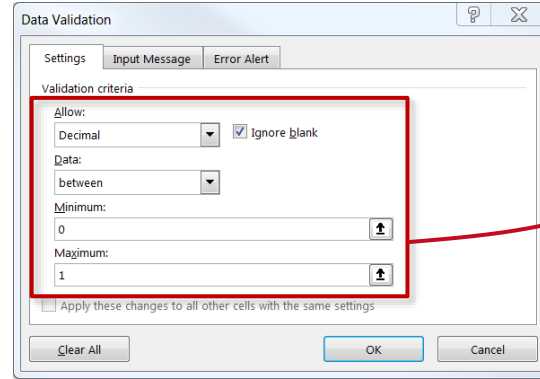 Data Validation
Settings Input Message Error Alert
Validation criteria
Allow:
Decimal Ignore blank
Data:
between
Minimum:
0
Maximum:
1
Apply these changes to all other cells with the same settings
Clear All OK Cancel